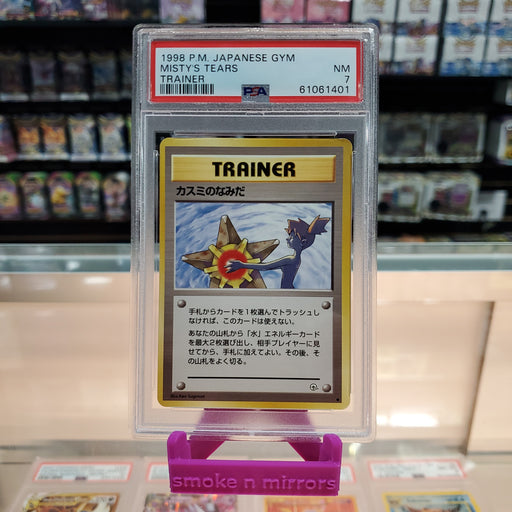 1998 P.M. JAPANESE GYM
MISTY'S TEARS
NM
TRAINER
7
PSA
61061401
TRAINER
カスミのなみだ
手札からカードを1枚選んでトラッシュし
なければ、このカードは使えない。
あなたの山札から「水」エネルギーカード
を最大2枚選び出し、相手プレイヤーに見
せてから、手札に加えてよい。その後、そ
の山札をよく切る。
Illus. Ken Sugimori
smoke n mirrors